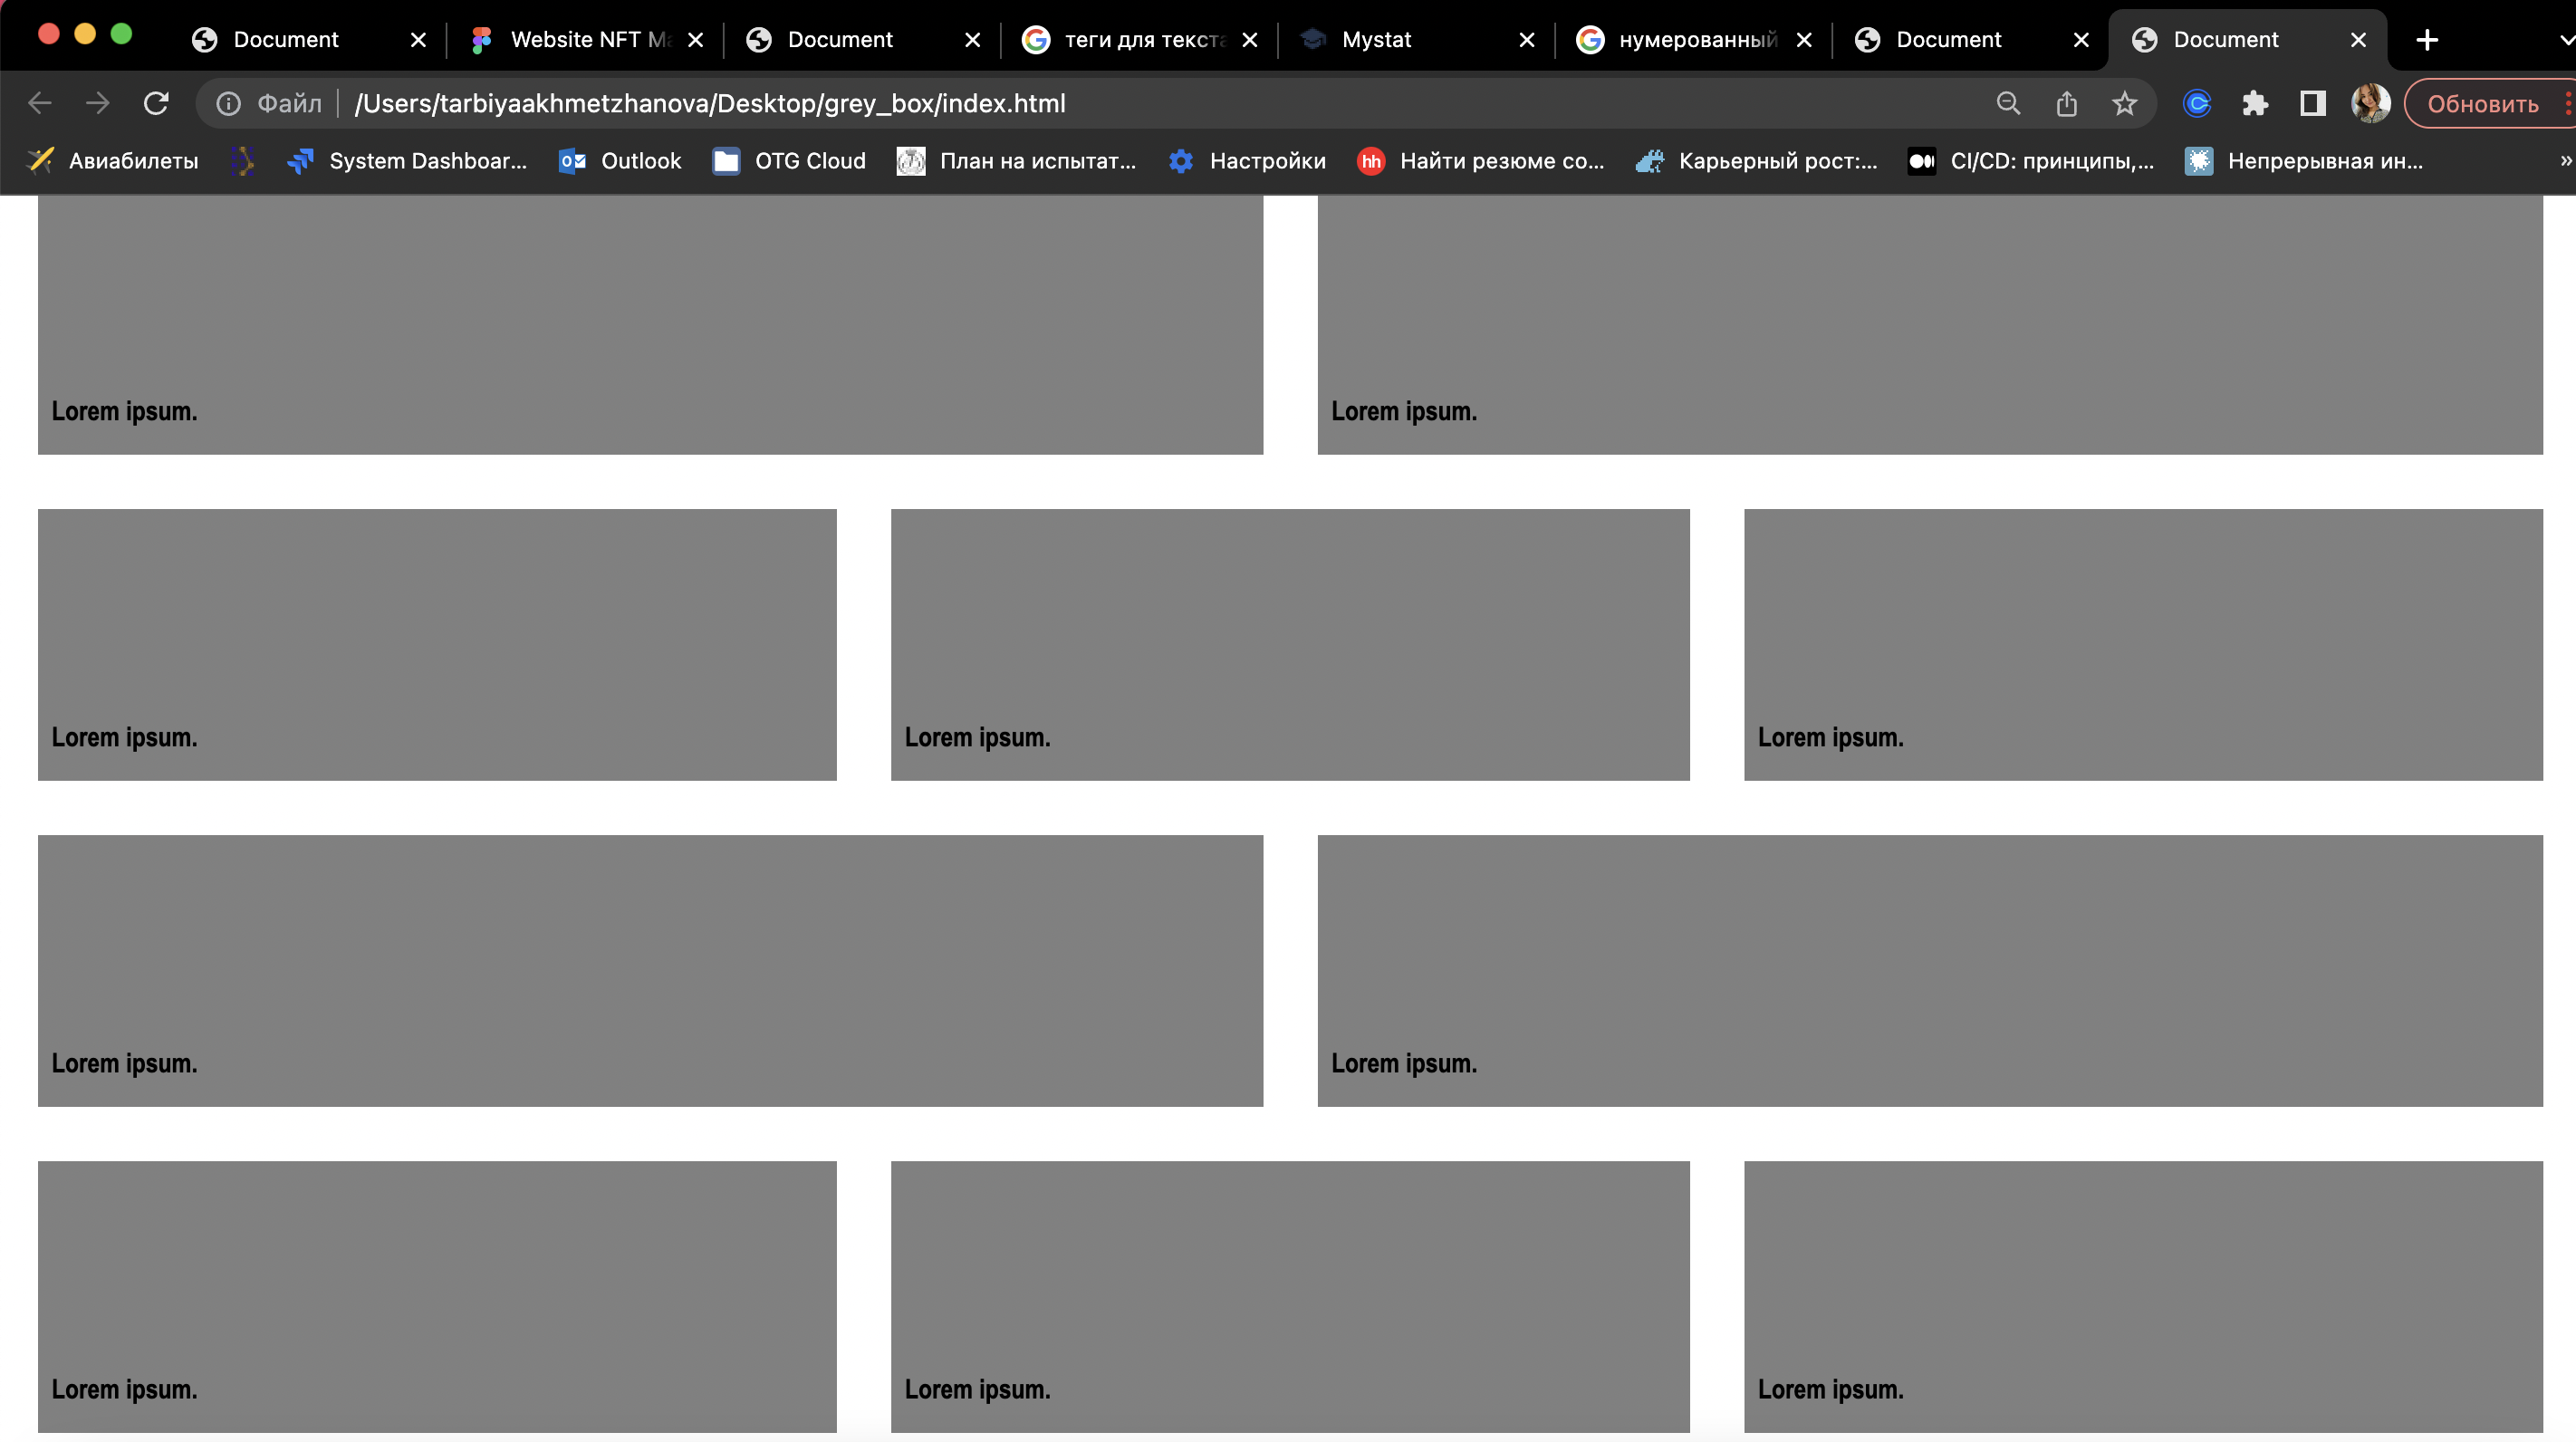 Document Website NFT Ma Document теги для текста Mystat нумерованный Document Document
Файл /Users/tarbiyaakhmetzhanova/Desktop/grey_box/index.html Обновить
Авиабилеты System Dashboar... Outlook OTG Cloud План на испытат... Настройки hh Найти резюме со... Карьерный рост:... CI/CD: принципы,... Непрерывная ин... »
Lorem ipsum. Lorem ipsum.
Lorem ipsum. Lorem ipsum. Lorem ipsum.
Lorem ipsum. Lorem ipsum.
Lorem ipsum. Lorem ipsum. Lorem ipsum.